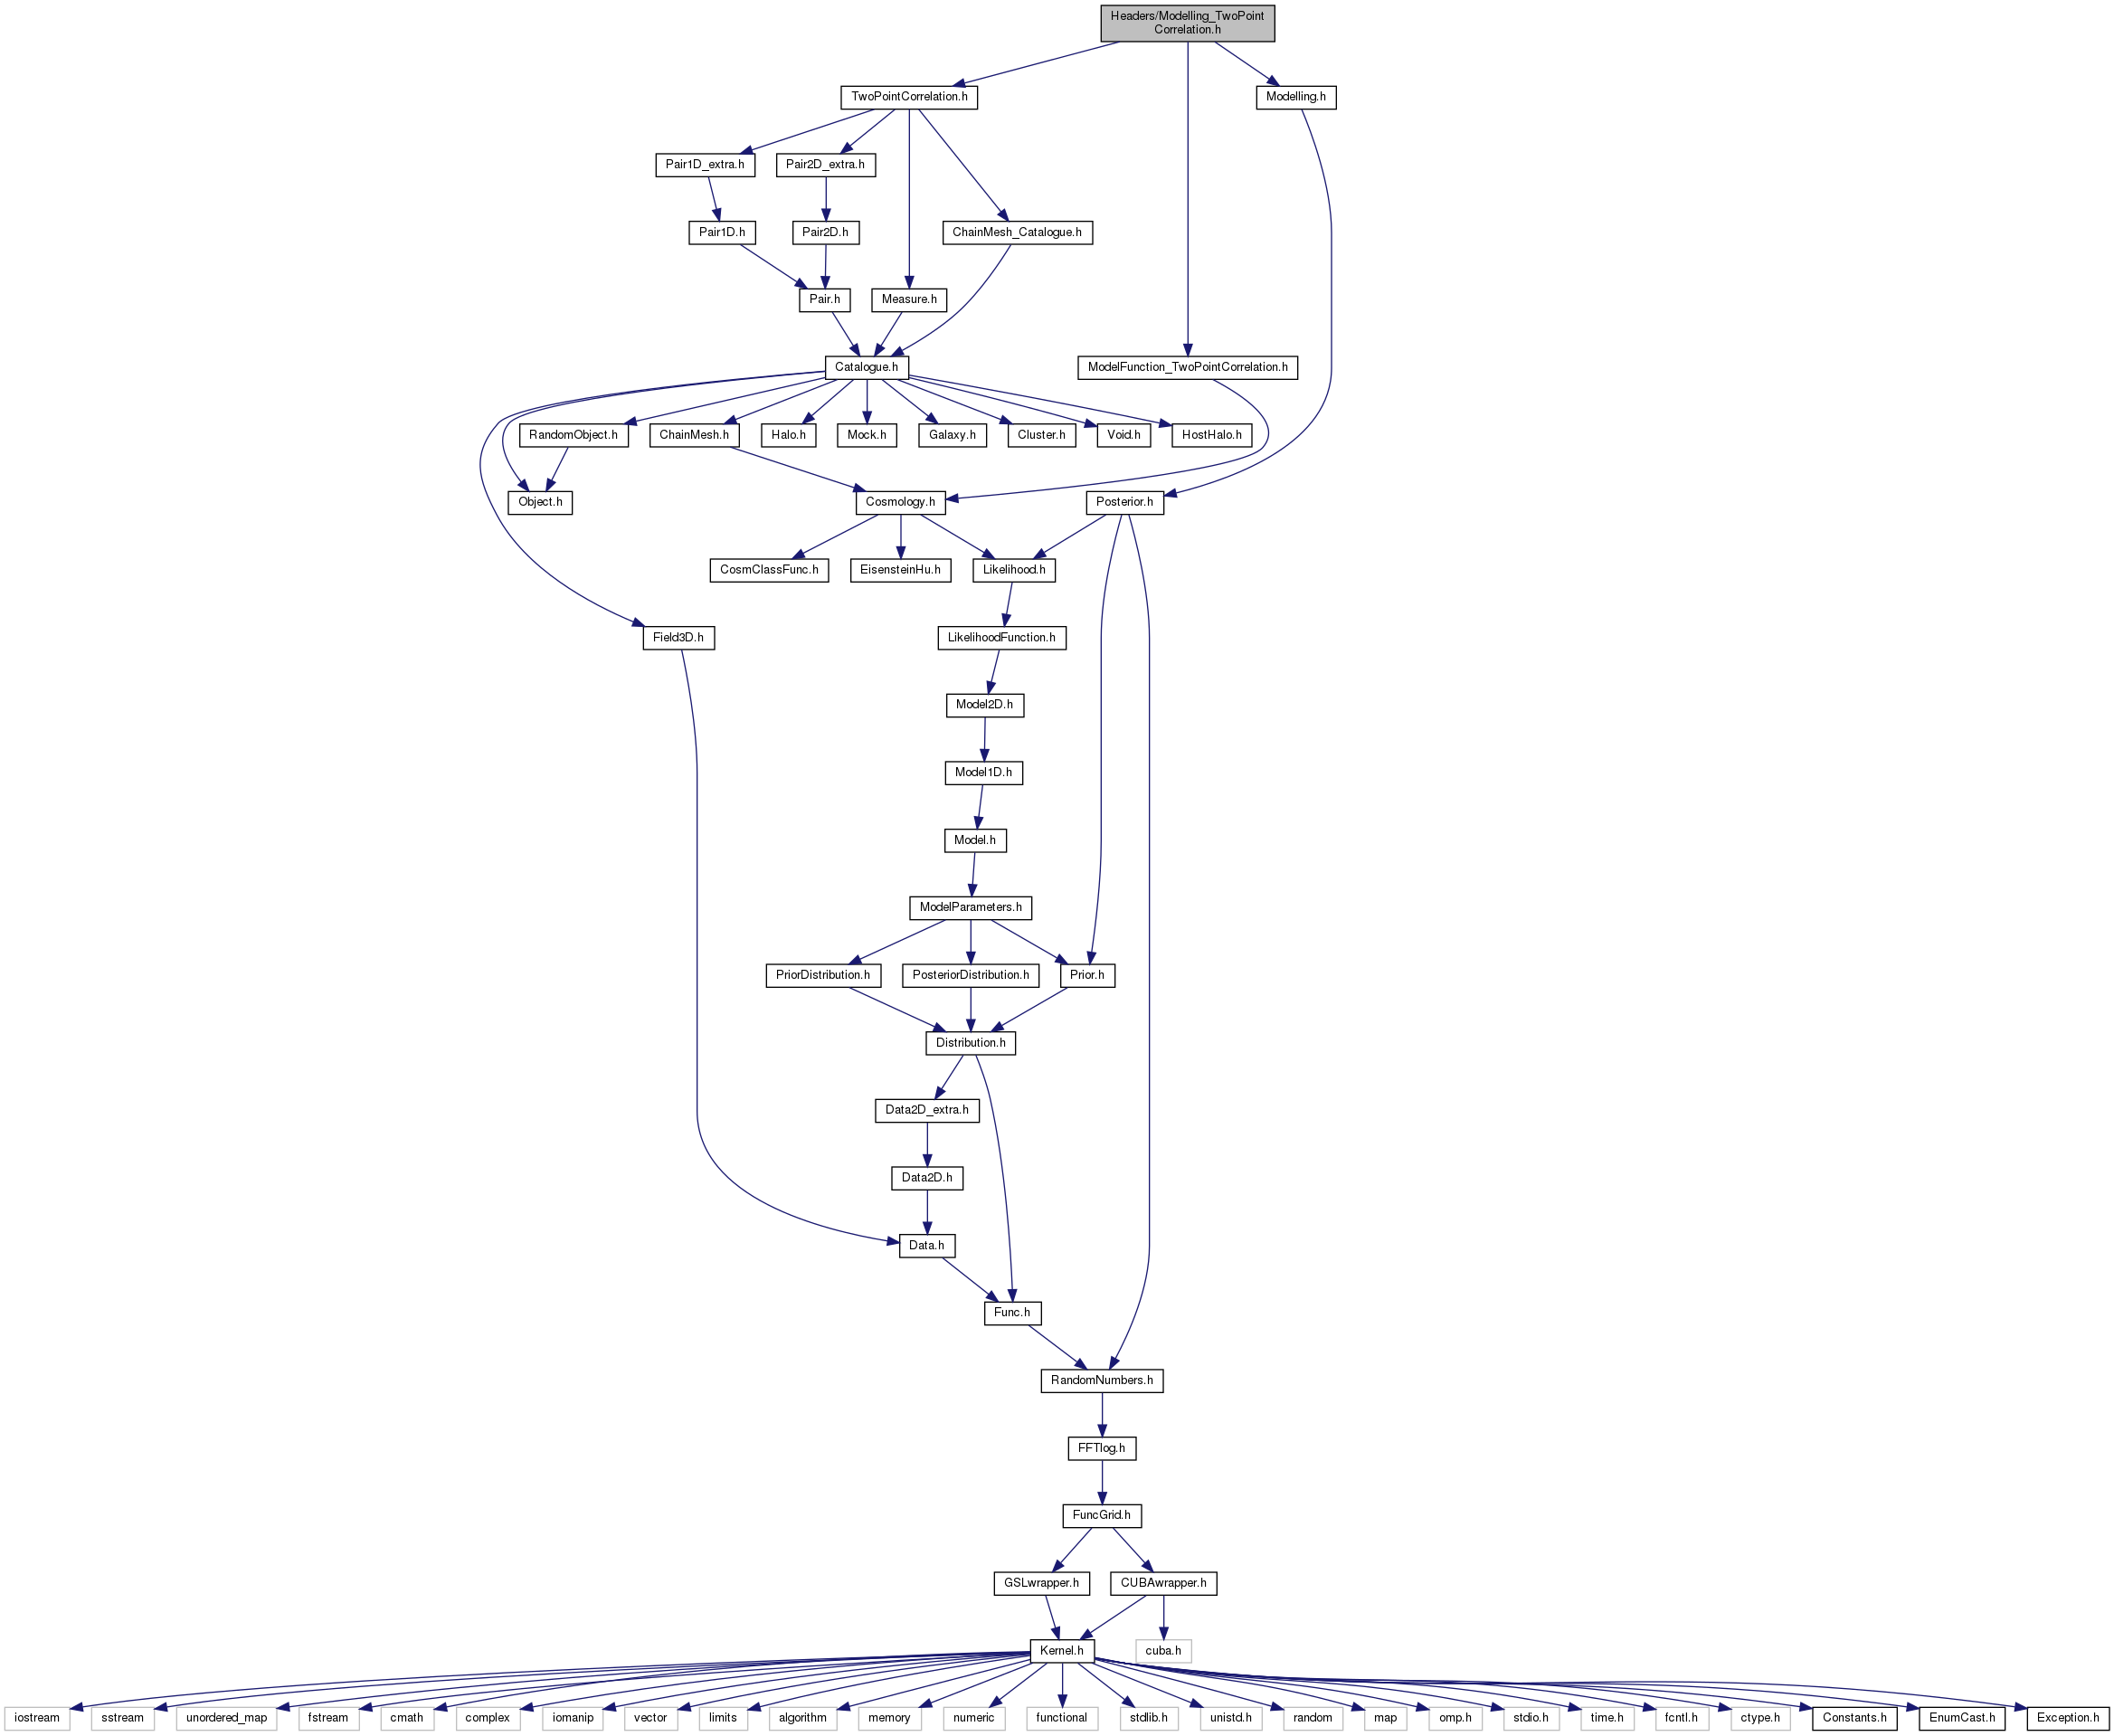 Headers/Modelling_TwoPoint
Correlation.h
TwoPointCorrelation.h
Modelling.h
Pair1D_extra.h
Pair2D_extra.h
Pair1D.h
Pair2D.h
ChainMesh_Catalogue.h
Pair.h
Measure.h
Catalogue.h
ModelFunction_TwoPointCorrelation.h
RandomObject.h
ChainMesh.h
Halo.h
Mock.h
Galaxy.h
Cluster.h
Void.h
HostHalo.h
Object.h
Cosmology.h
Posterior.h
CosmClassFunc.h
EisensteinHu.h
Likelihood.h
Field3D.h
LikelihoodFunction.h
Model2D.h
Model1D.h
Model.h
ModelParameters.h
PriorDistribution.h
PosteriorDistribution.h
Prior.h
Distribution.h
Data2D_extra.h
Data2D.h
Data.h
Func.h
RandomNumbers.h
FFTlog.h
FuncGrid.h
GSLwrapper.h
CUBAwrapper.h
Kernel.h
cuba.h
iostream
sstream
unordered_map
fstream
cmath
complex
iomanip
vector
limits
algorithm
memory
numeric
functional
stdlib.h
unistd.h
random
map
omp.h
stdio.h
time.h
fcntl.h
ctype.h
Constants.h
EnumCast.h
Exception.h